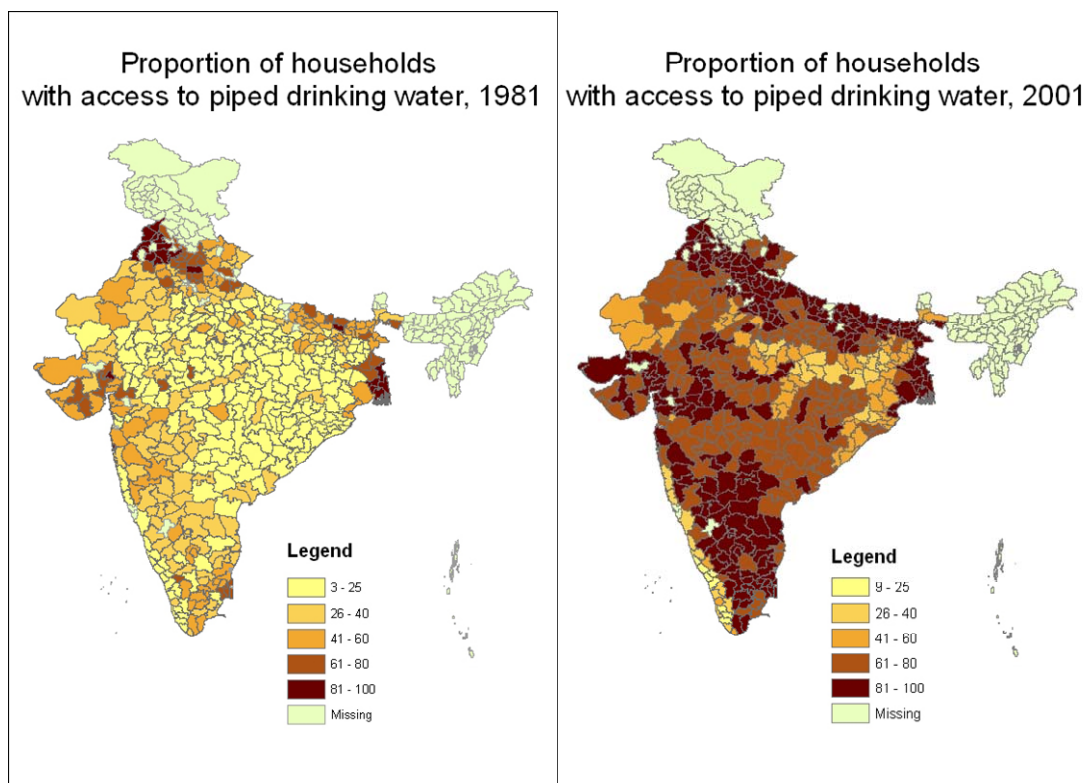 Proportion of households
with access to piped drinking water, 1981
Legend
3 - 25
26 - 40
41 - 60
61 - 80
81 - 100
Missing
Proportion of households
with access to piped drinking water, 2001
Legend
9 - 25
26 - 40
41 - 60
61 - 80
81 - 100
Missing